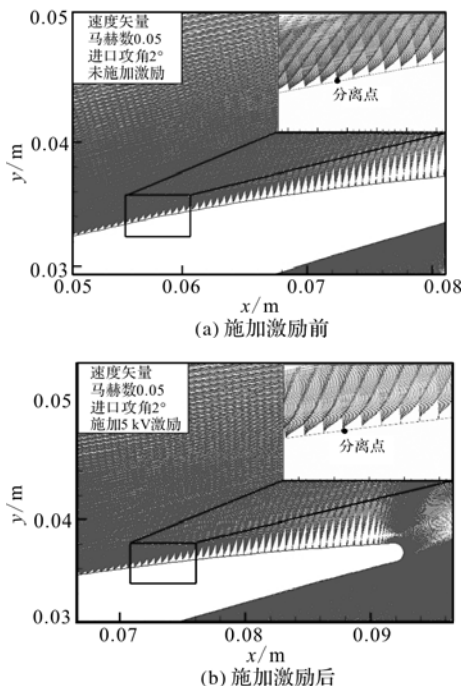 0.05
速度矢量
马赫数0.05
进口攻角2°
未施加激励
分离点
0.04
y/m
0.03
0.05 0.06 0.07 0.08
x/m
(a) 施加激励前
速度矢量
马赫数0.05
进口攻角2°
施加5 kV激励
0.05
分离点
y/m
0.04
0.03
0.07 0.08 0.09
x/m
(b) 施加激励后